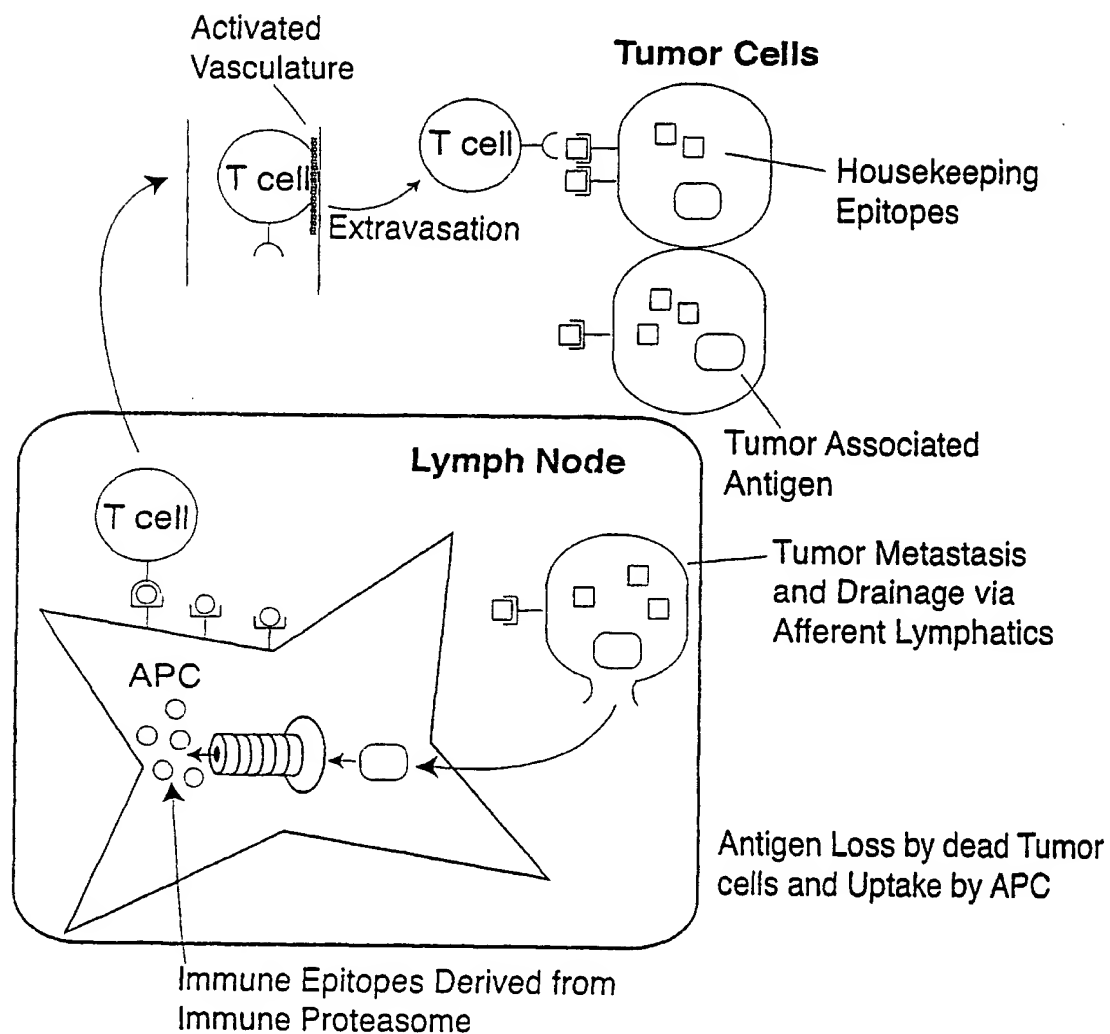 Activated
Vasculature
Tumor Cells
T cell
T cell
Extravasation
Housekeeping
Epitopes
Tumor Associated
Antigen
Lymph Node
T cell
Tumor Metastasis
and Drainage via
Afferent Lymphatics
APC
Antigen Loss by dead Tumor
cells and Uptake by APC
Immune Epitopes Derived from
Immune Proteasome